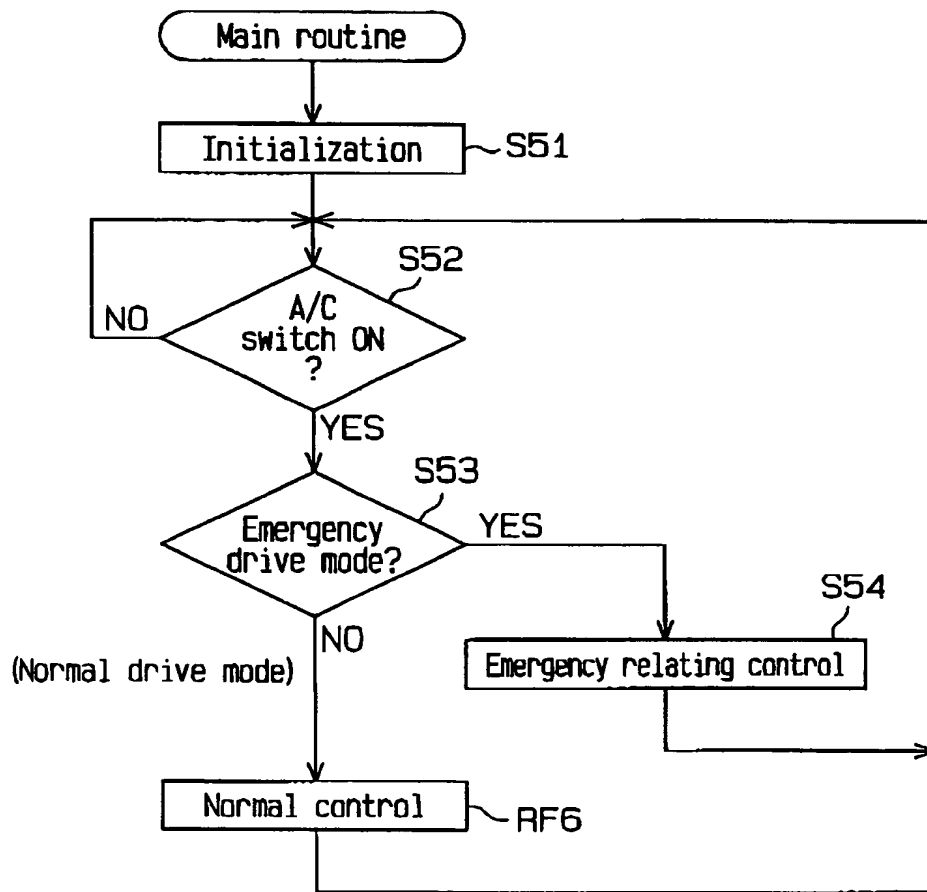 Main routine
Initialization
S51
S52
A/C
switch ON
?
NO
YES
S53
Emergency
drive mode?
YES
S54
NO
(Normal drive mode)
Emergency relating control
Normal control
RF6